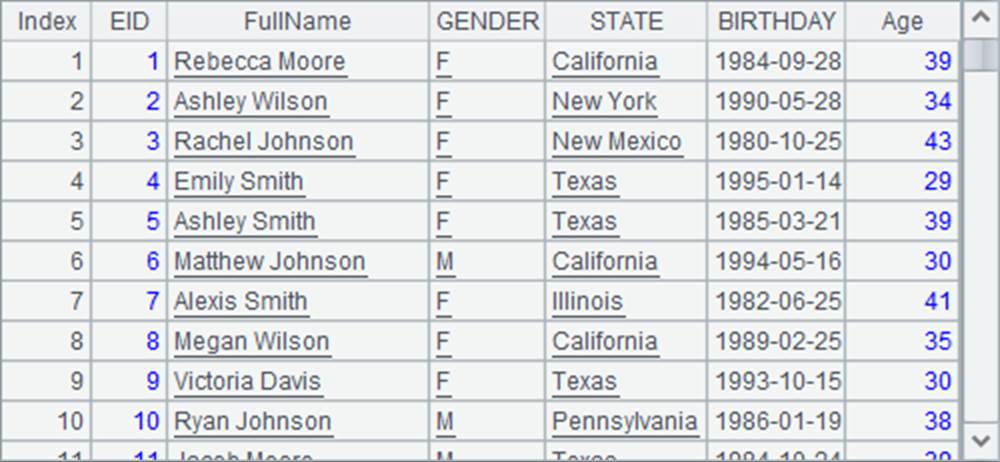 Index EID FullName GENDER STATE BIRTHDAY Age
1 1 Rebecca Moore F California 1984-09-28 39
2 2 Ashley Wilson F New York 1990-05-28 34
3 3 Rachel Johnson F New Mexico 1980-10-25 43
4 4 Emily Smith F Texas 1995-01-14 29
5 5 Ashley Smith F Texas 1985-03-21 39
6 6 Matthew Johnson M California 1994-05-16 30
7 7 Alexis Smith F Illinois 1982-06-25 41
8 8 Megan Wilson F California 1989-02-25 35
9 9 Victoria Davis F Texas 1993-10-15 30
10 10 Ryan Johnson M Pennsylvania 1986-01-19 38
11 11 Jacob Moore M Texas